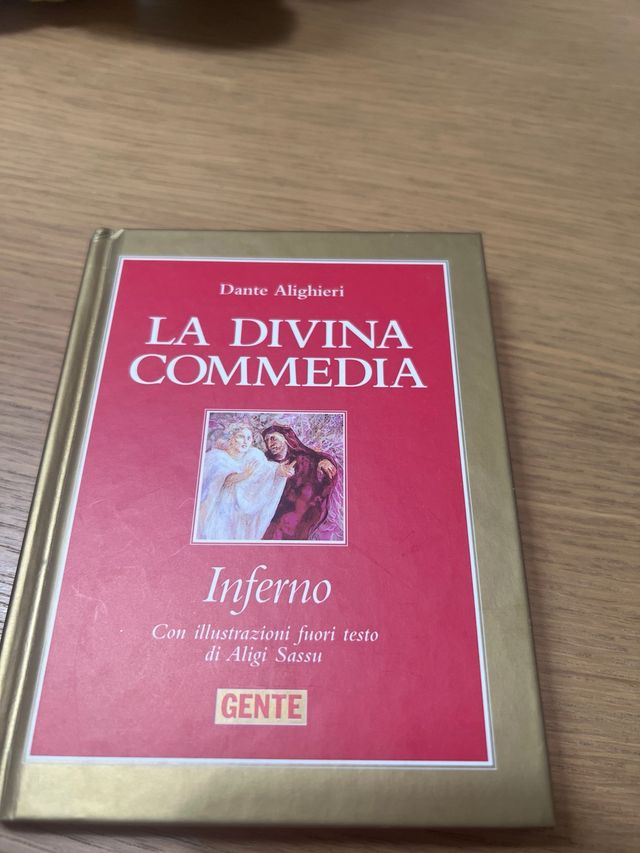 Dante Alighieri
LA DIVINA
COMMEDIA
Inferno
Con illustrazioni fuori testo
di Aligi Sassu
GENTE